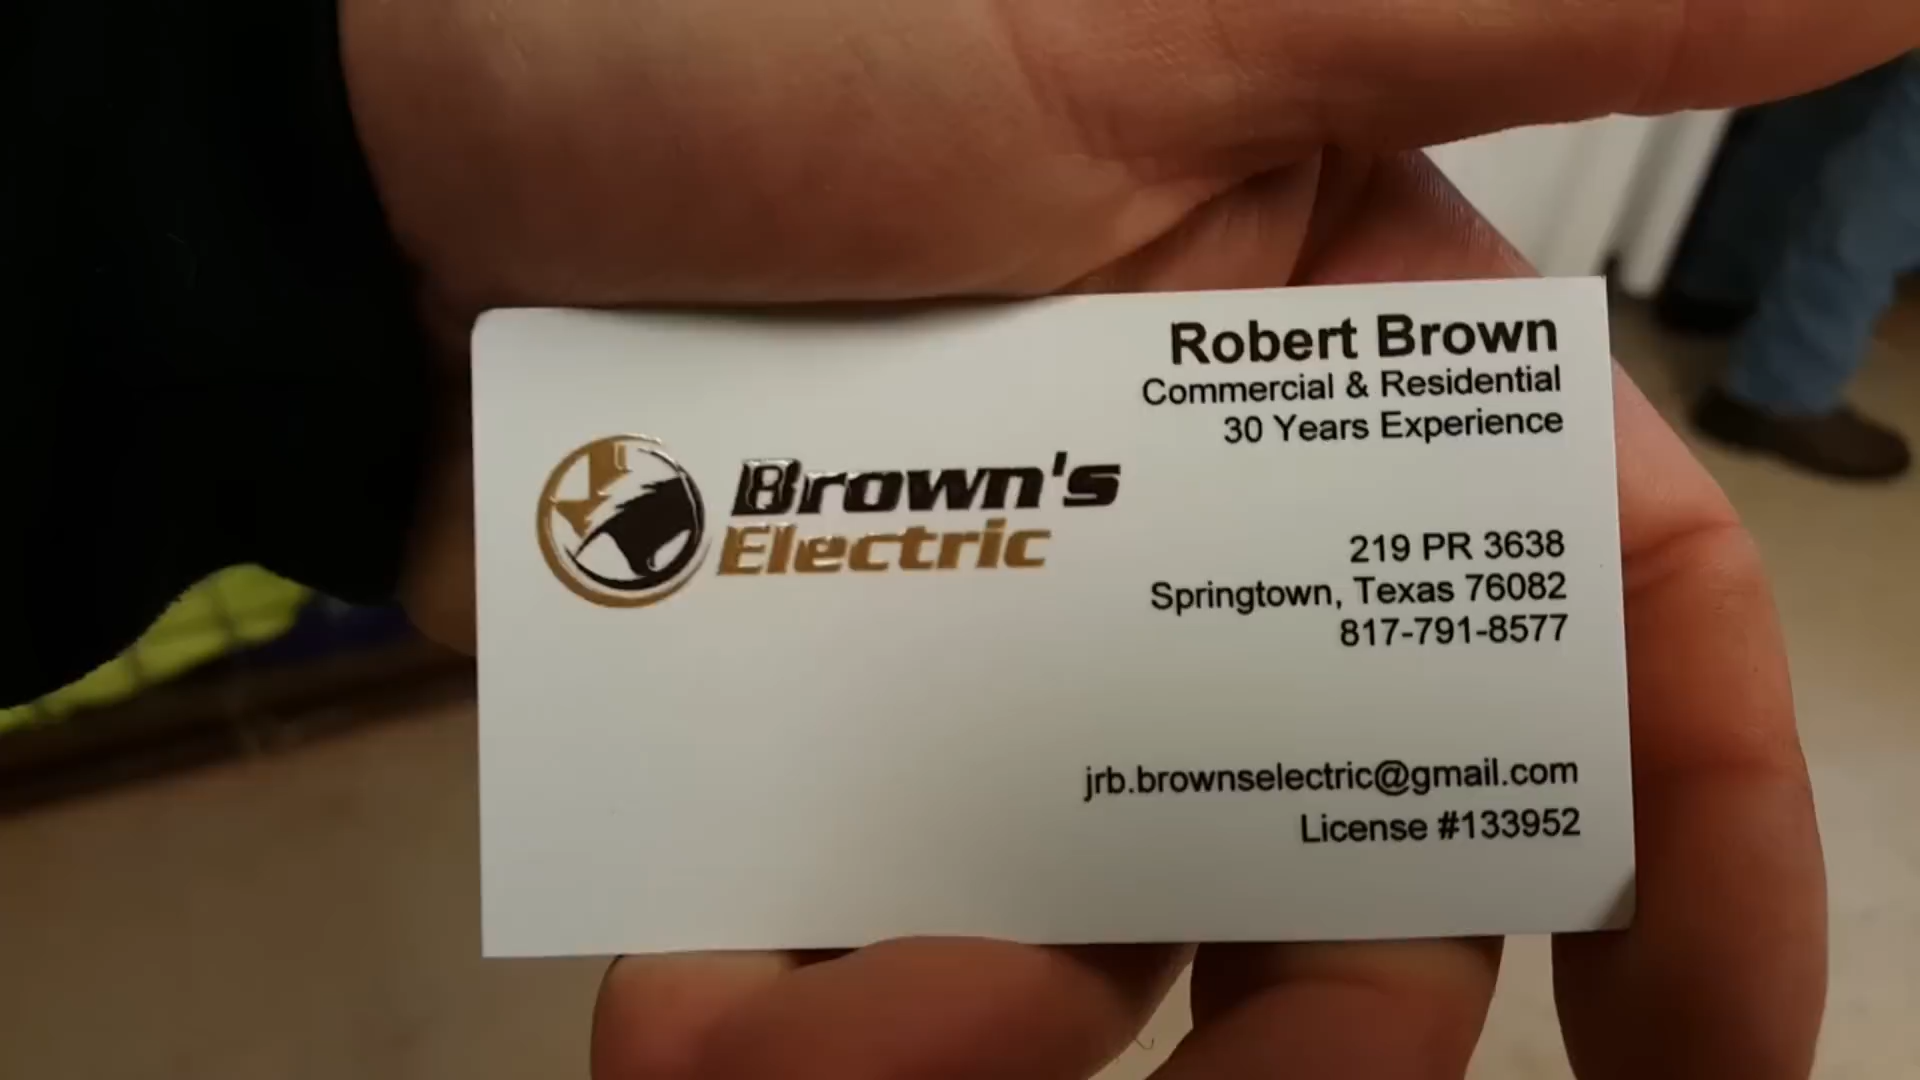 Robert Brown
Commercial & Residential
30 Years Experience
Brown's
Electric
219 PR 3638
Springtown, Texas 76082
817-791-8577
jrb.brownselectric@gmail.com
License #133952